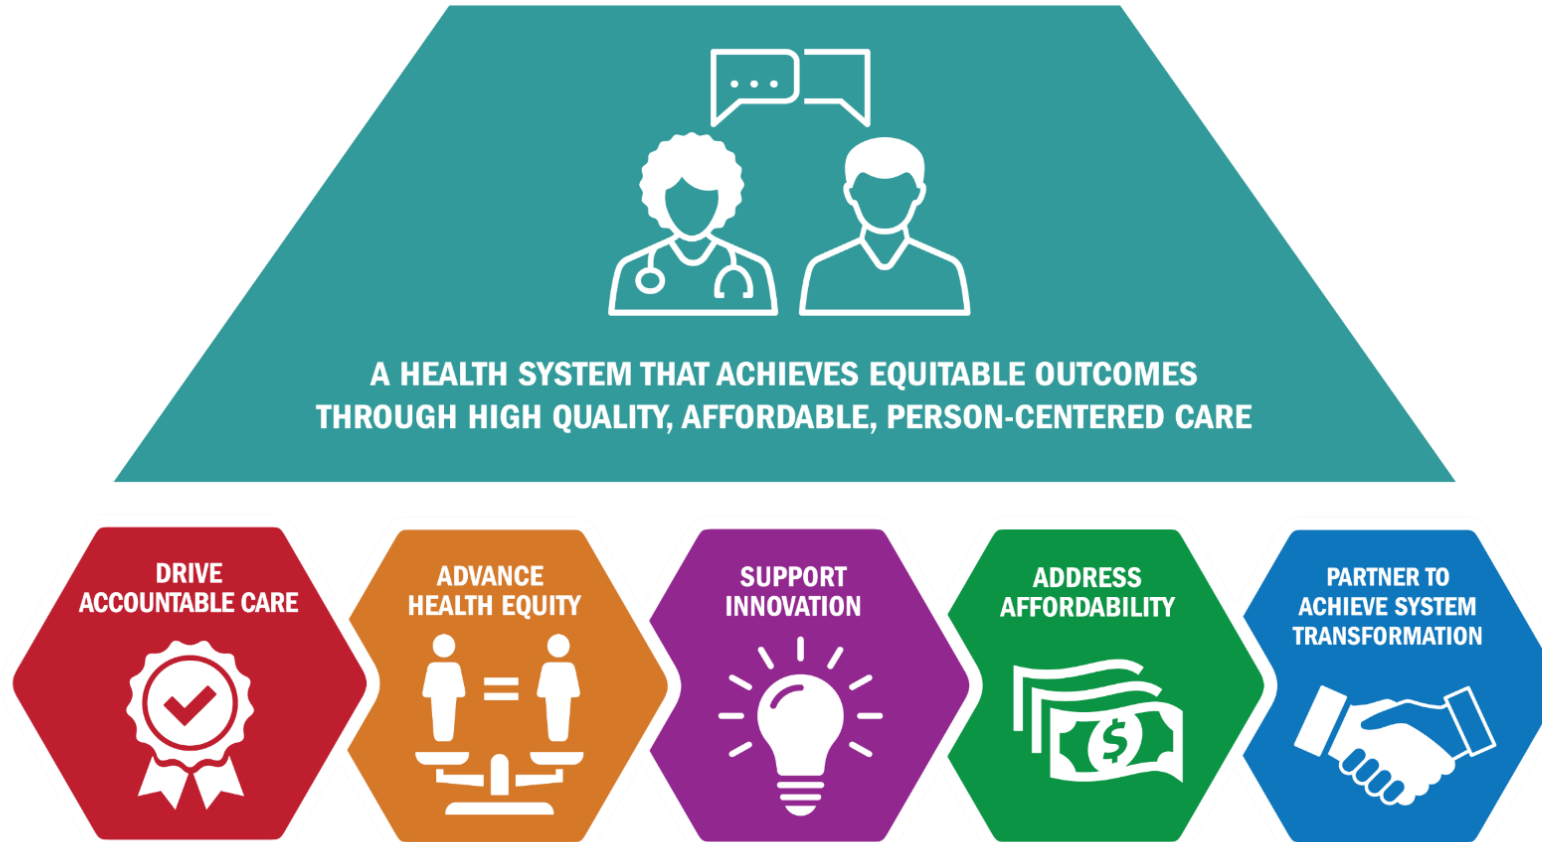 A HEALTH SYSTEM THAT ACHIEVES EQUITABLE OUTCOMES
THROUGH HIGH QUALITY, AFFORDABLE, PERSON-CENTERED CARE
DRIVE
ACCOUNTABLE CARE
ADVANCE
HEALTH EQUITY
SUPPORT
INNOVATION
ADDRESS
AFFORDABILITY
PARTNER TO
ACHIEVE SYSTEM
TRANSFORMATION